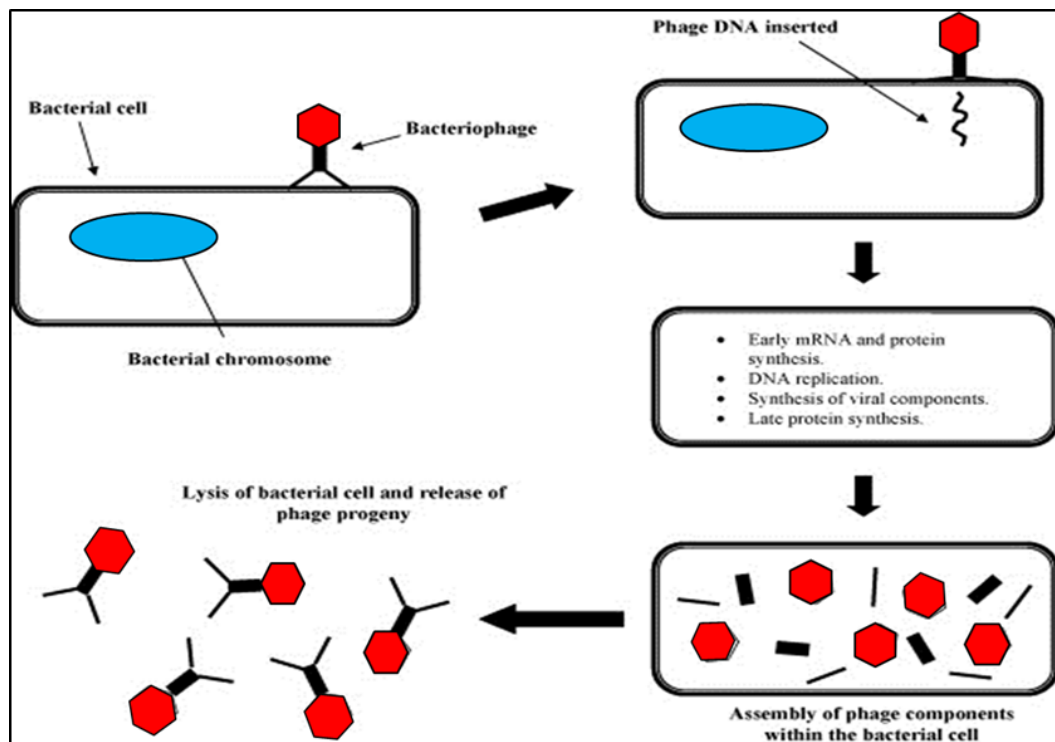 Phage DNA inserted
Bacterial cell
Bacteriophage
Bacterial chromosome
• Early mRNA and protein
synthesis.
• DNA replication.
• Synthesis of viral components.
• Late protein synthesis.
Assembly of phage components
within the bacterial cell
Lysis of bacterial cell and release of
phage progeny